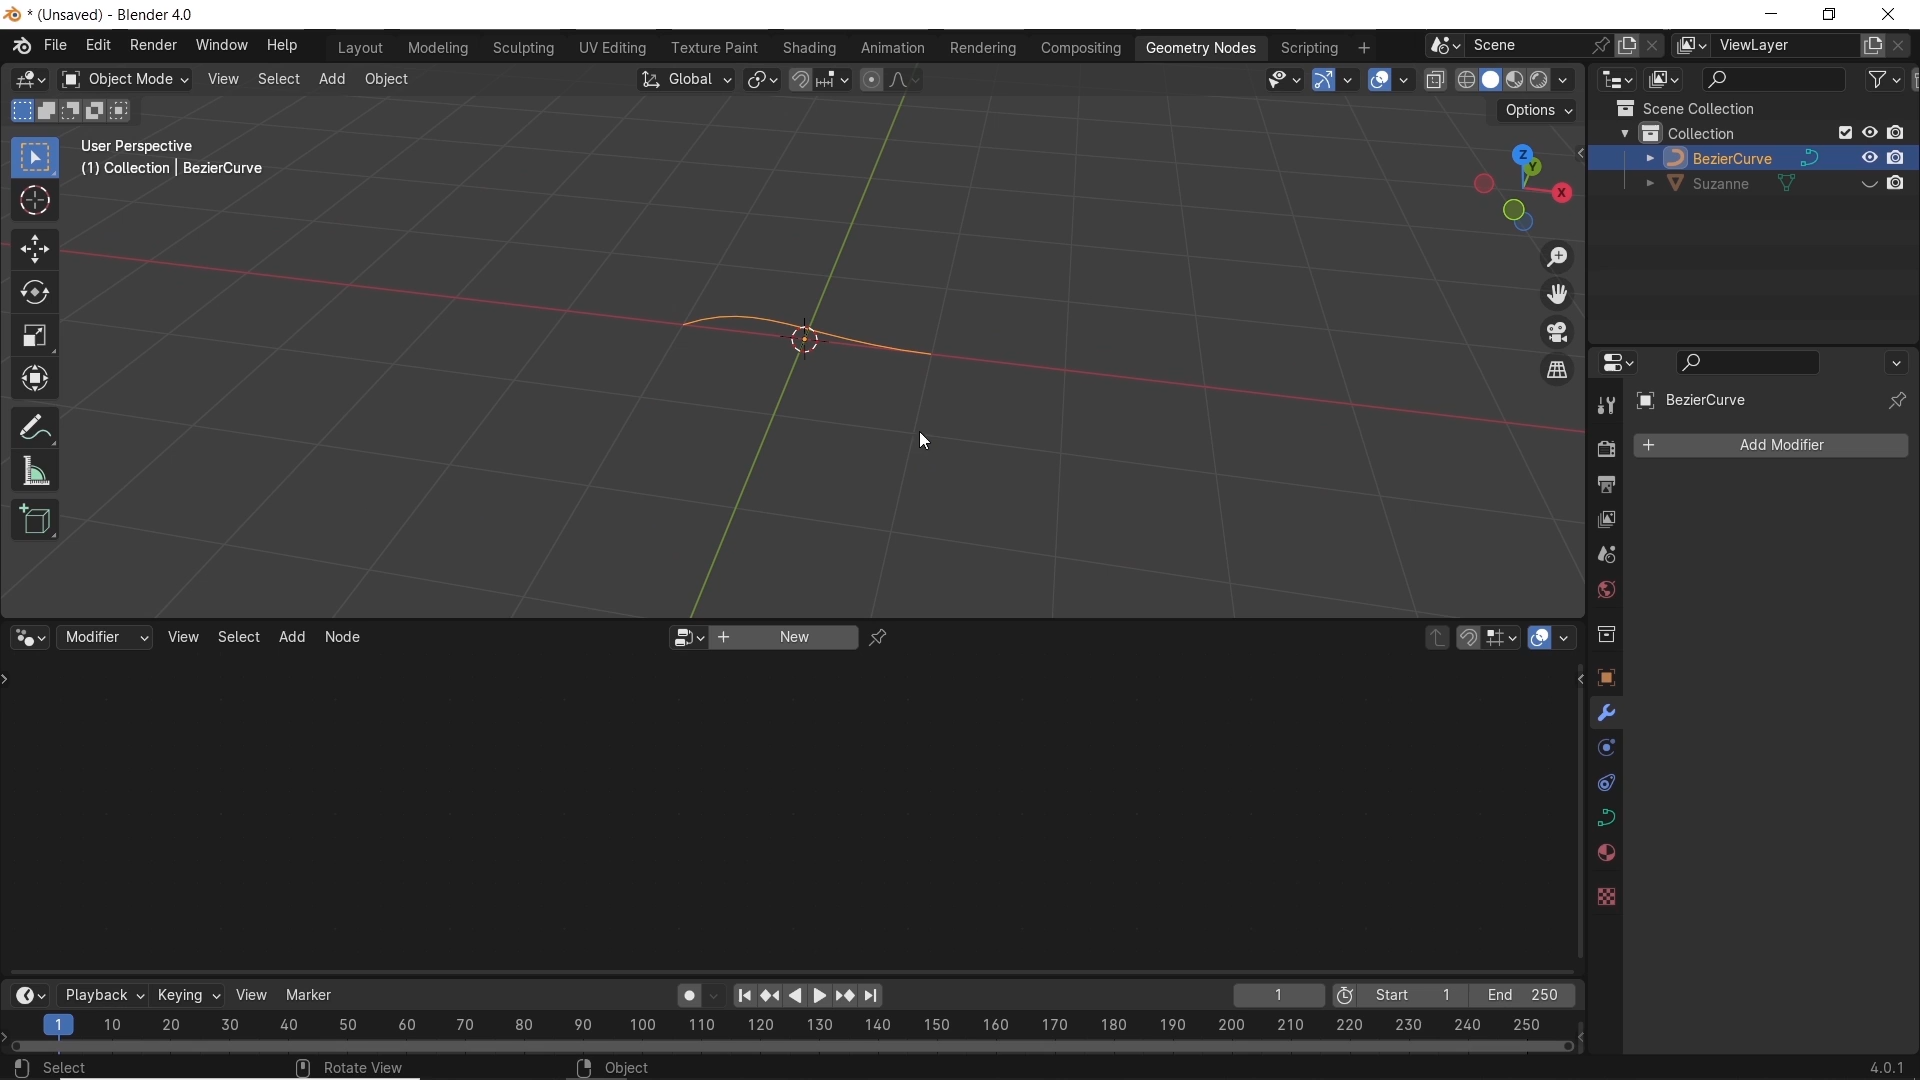 * (Unsaved) - Blender 4.0
File Edit Render Window Help Layout Modeling Sculpting UV Editing Texture Paint Shading Animation Rendering Compositing Geometry Nodes Scripting + Scene ViewLayer
Object Mode View Select Add Object Global
Options
User Perspective
(1) Collection | BezierCurve
Z
Y
X
Scene Collection
Collection
BezierCurve
Suzanne
BezierCurve
+ Add Modifier
Modifier View Select Add Node + New
Playback Keying View Marker 1 Start 1 End 250
1 10 20 30 40 50 60 70 80 90 100 110 120 130 140 150 160 170 180 190 200 210 220 230 240 250
Select Rotate View Object 4.0.1